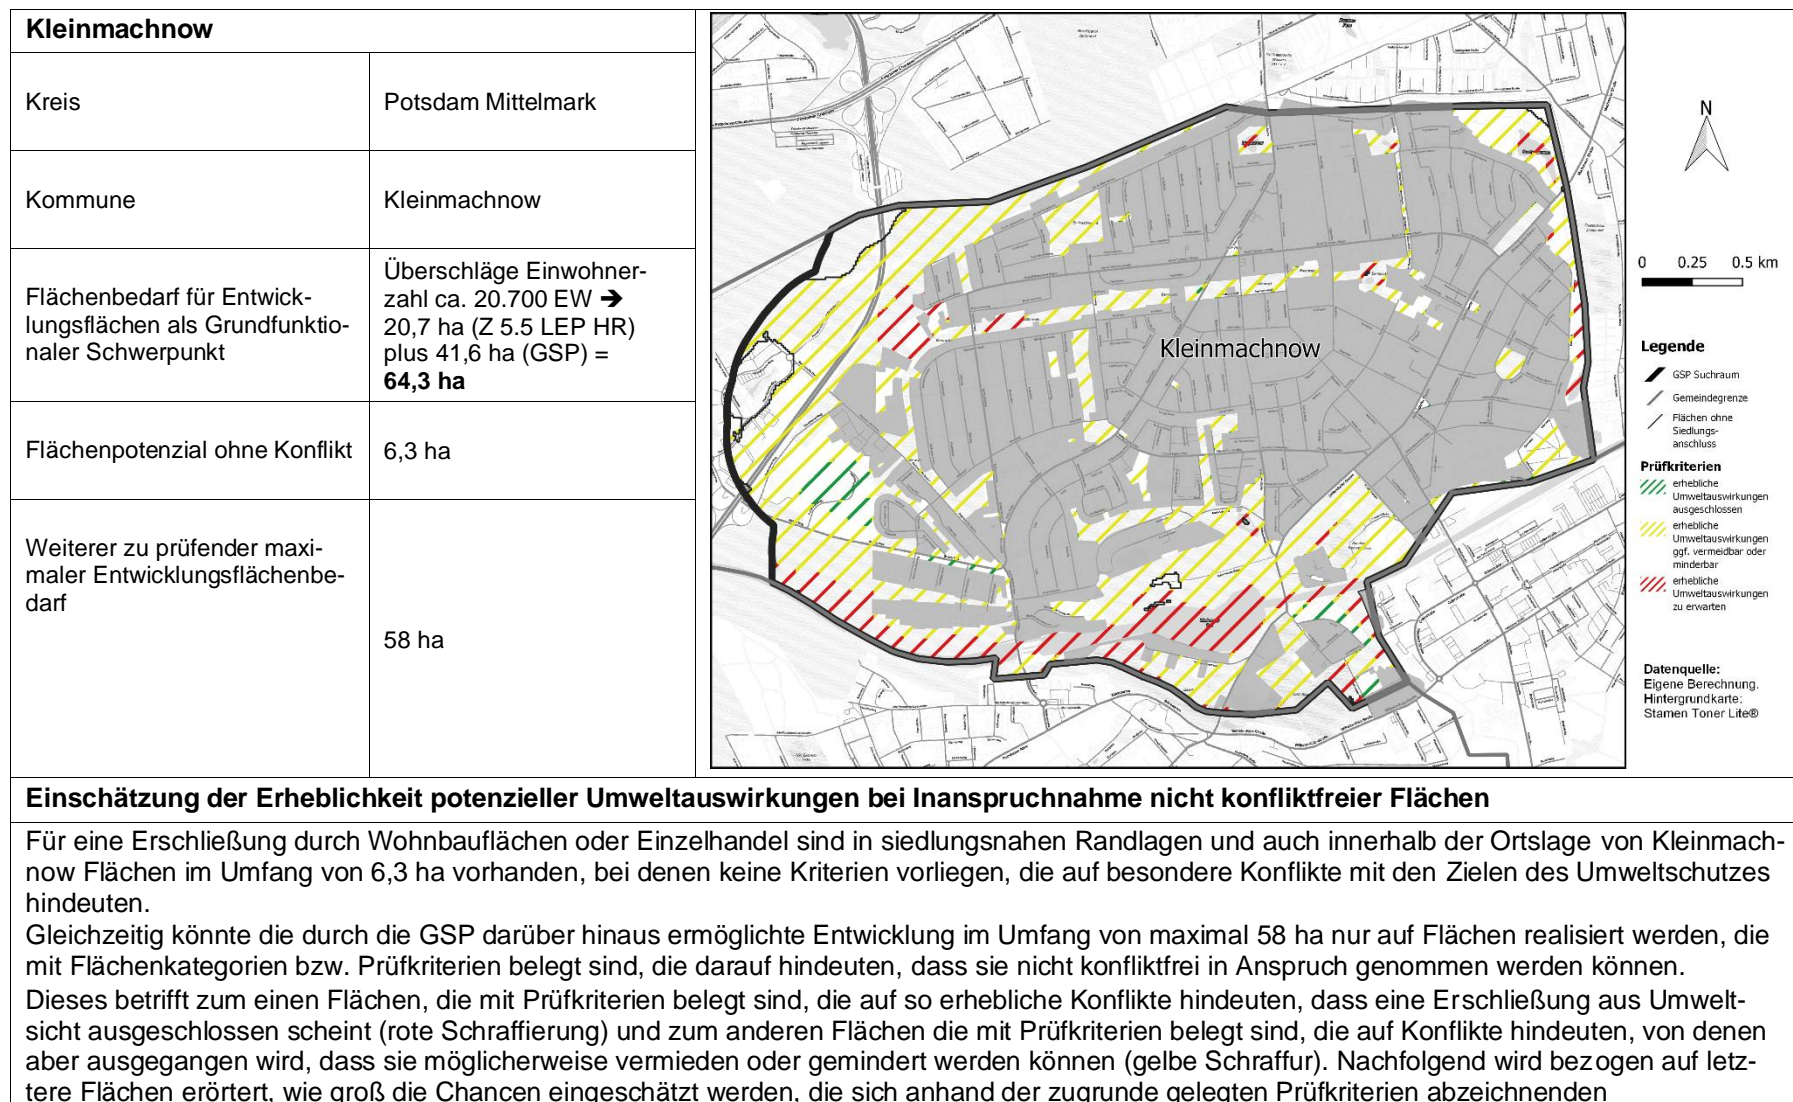 Kleinmachnow
Kreis
Potsdam Mittelmark
Kommune
Kleinmachnow
Flächenbedarf für Entwick-
lungsflächen als Grundfunktio-
naler Schwerpunkt
Überschläge Einwohner-
zahl ca. 20.700 EW ➔
20,7 ha (Z 5.5 LEP HR)
plus 41,6 ha (GSP) =
64,3 ha
Flächenpotenzial ohne Konflikt
6,3 ha
Weiterer zu prüfender maxi-
maler Entwicklungsflächenbe-
darf
58 ha
Kleinmachnow
N
0 0.25 0.5 km
Legende
GSP Suchraum
Gemeindegrenze
Flächen ohne
Siedlungs-
anschluss
Prüfkriterien
erhebliche
Umweltauswirkungen
ausgeschlossen
erhebliche
Umweltauswirkungen
ggf. vermeidbar oder
minderbar
erhebliche
Umweltauswirkungen
zu erwarten
Datenquelle:
Eigene Berechnung.
Hintergrundkarte:
Stamen Toner Lite®
Einschätzung der Erheblichkeit potenzieller Umweltauswirkungen bei Inanspruchnahme nicht konfliktfreier Flächen
Für eine Erschließung durch Wohnbauflächen oder Einzelhandel sind in siedlungsnahen Randlagen und auch innerhalb der Ortslage von Kleinmach-
now Flächen im Umfang von 6,3 ha vorhanden, bei denen keine Kriterien vorliegen, die auf besondere Konflikte mit den Zielen des Umweltschutzes
hindeuten.
Gleichzeitig könnte die durch die GSP darüber hinaus ermöglichte Entwicklung im Umfang von maximal 58 ha nur auf Flächen realisiert werden, die
mit Flächenkategorien bzw. Prüfkriterien belegt sind, die darauf hindeuten, dass sie nicht konfliktfrei in Anspruch genommen werden können.
Dieses betrifft zum einen Flächen, die mit Prüfkriterien belegt sind, die auf so erhebliche Konflikte hindeuten, dass eine Erschließung aus Umwelt-
sicht ausgeschlossen scheint (rote Schraffierung) und zum anderen Flächen die mit Prüfkriterien belegt sind, die auf Konflikte hindeuten, von denen
aber ausgegangen wird, dass sie möglicherweise vermieden oder gemindert werden können (gelbe Schraffur). Nachfolgend wird bezogen auf letz-
tere Flächen erörtert, wie groß die Chancen eingeschätzt werden, die sich anhand der zugrunde gelegten Prüfkriterien abzeichnenden